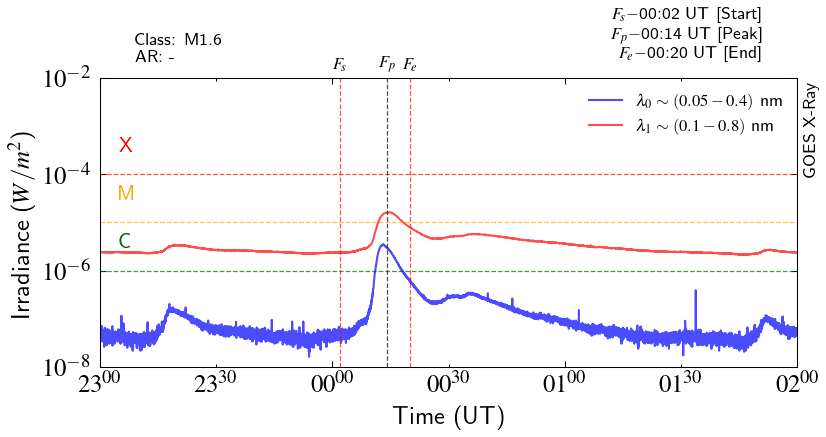 Class: M1.6
AR: -
Fₛ−00:02 UT [Start]
Fₚ−00:14 UT [Peak]
Fₑ−00:20 UT [End]
Fₛ Fₚ Fₑ
λ₀ ∼ (0.05 − 0.4) nm
λ₁ ∼ (0.1 − 0.8) nm
GOES X-Ray
Irradiance (W/m²)
10⁻²
10⁻⁴
10⁻⁶
10⁻⁸
X
M
C
23⁰⁰ 23³⁰ 00⁰⁰ 00³⁰ 01⁰⁰ 01³⁰ 02⁰⁰
Time (UT)